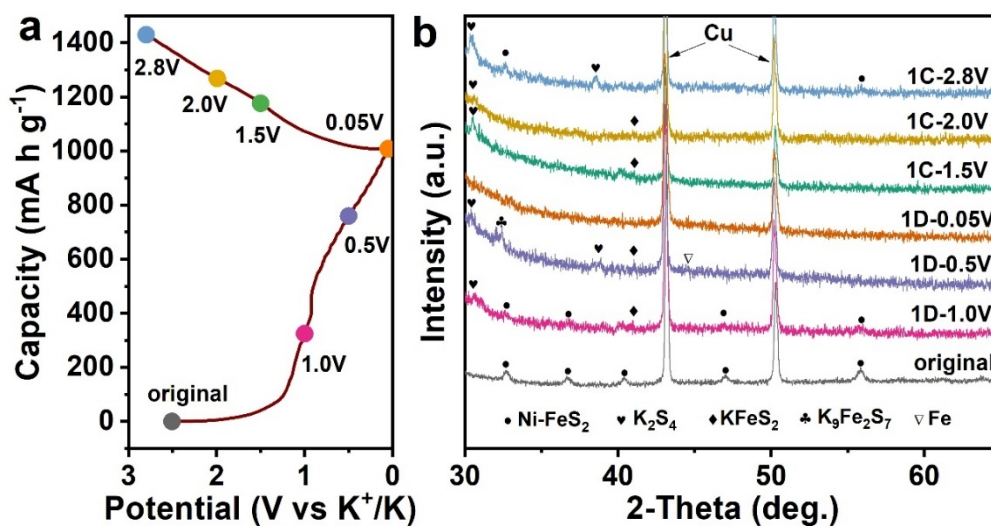 a
1400
1200
1000
800
600
400
200
0
Capacity (mA h g⁻¹)
2.8V
2.0V
1.5V
0.05V
0.5V
1.0V
original
3 2 1 0
Potential (V vs K⁺/K)
b
Cu
1C-2.8V
1C-2.0V
1C-1.5V
1D-0.05V
1D-0.5V
1D-1.0V
original
Intensity (a.u.)
● Ni-FeS₂ ♥ K₂S₄ ♦ KFeS₂ ♣ K₉Fe₂S₇ ▽ Fe
30 40 50 60
2-Theta (deg.)